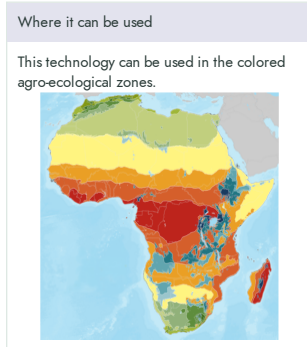 Where it can be used
This technology can be used in the colored
agro-ecological zones.